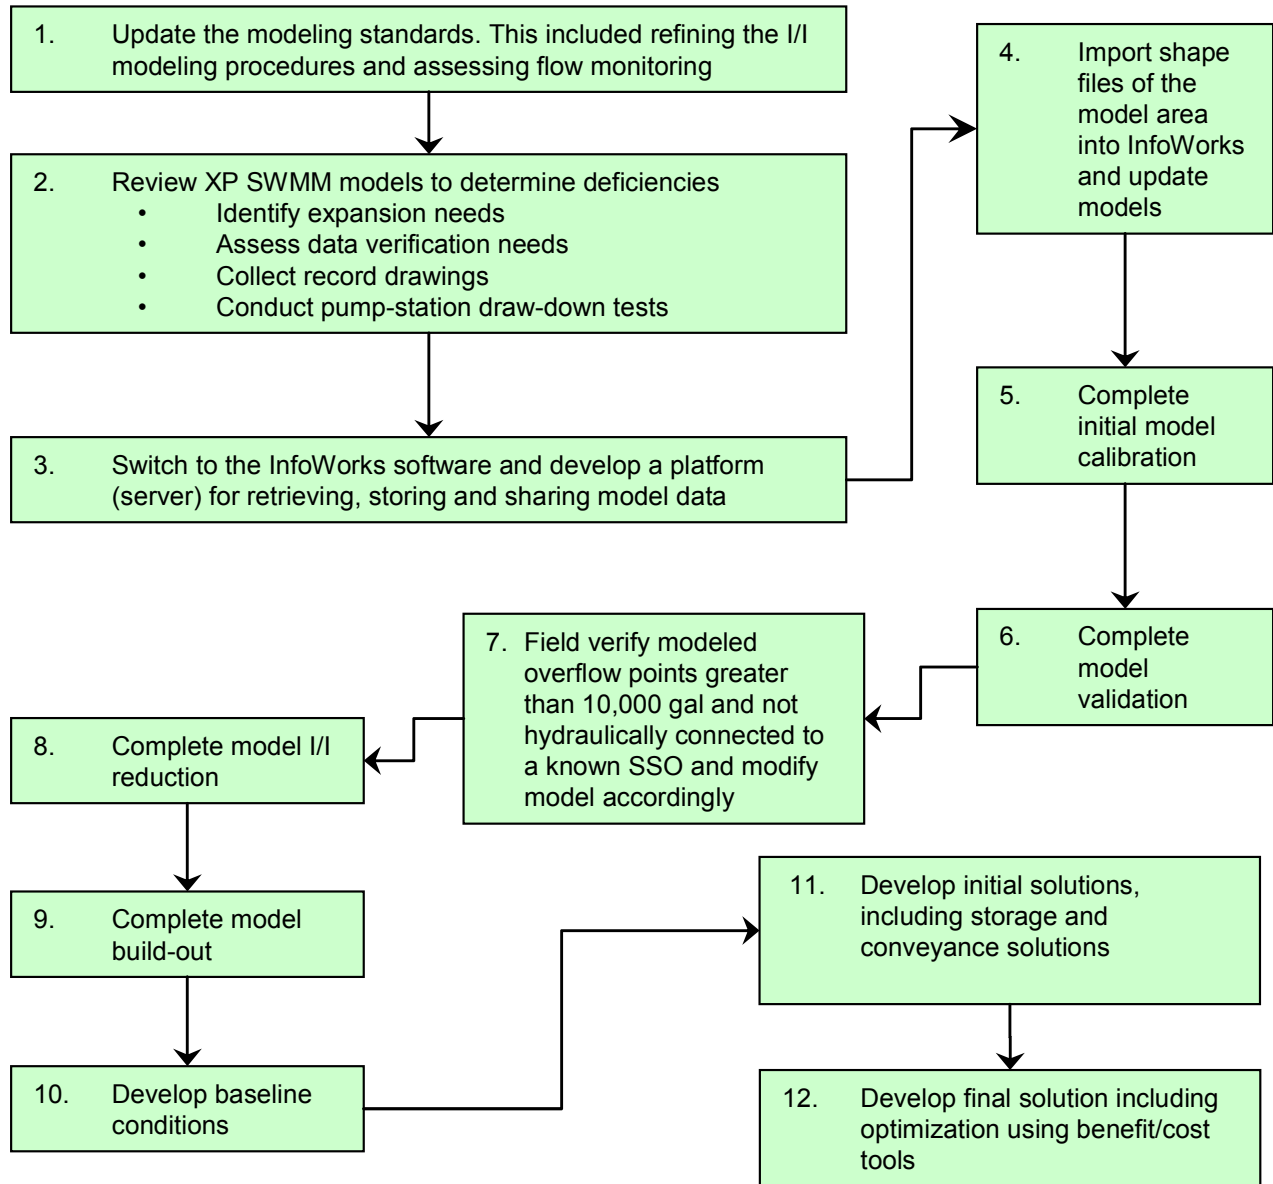 1. Update the modeling standards. This included refining the I/I
modeling procedures and assessing flow monitoring
2. Review XP SWMM models to determine deficiencies
• Identify expansion needs
• Assess data verification needs
• Collect record drawings
• Conduct pump-station draw-down tests
3. Switch to the InfoWorks software and develop a platform
(server) for retrieving, storing and sharing model data
4. Import shape
files of the
model area
into InfoWorks
and update
models
5. Complete
initial model
calibration
6. Complete
model
validation
7. Field verify modeled
overflow points greater
than 10,000 gal and not
hydraulically connected to
a known SSO and modify
model accordingly
8. Complete model I/I
reduction
9. Complete model
build-out
10. Develop baseline
conditions
11. Develop initial solutions,
including storage and
conveyance solutions
12. Develop final solution including
optimization using benefit/cost
tools